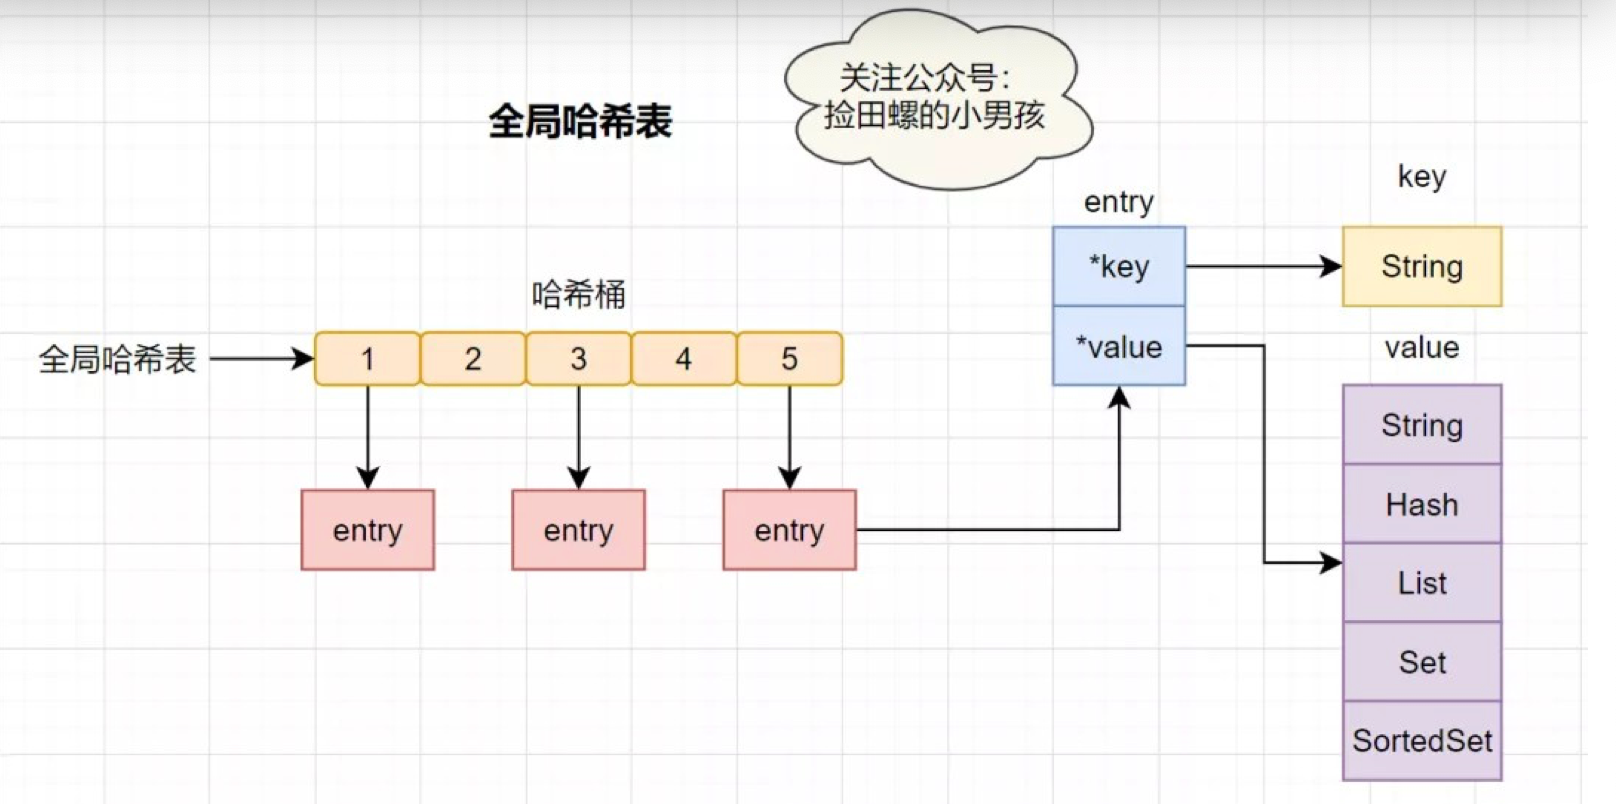 关注公众号：
捡田螺的小男孩
全局哈希表
key
entry
*key
String
哈希桶
全局哈希表
1
2
3
4
5
*value
value
String
Hash
entry
entry
entry
List
Set
SortedSet